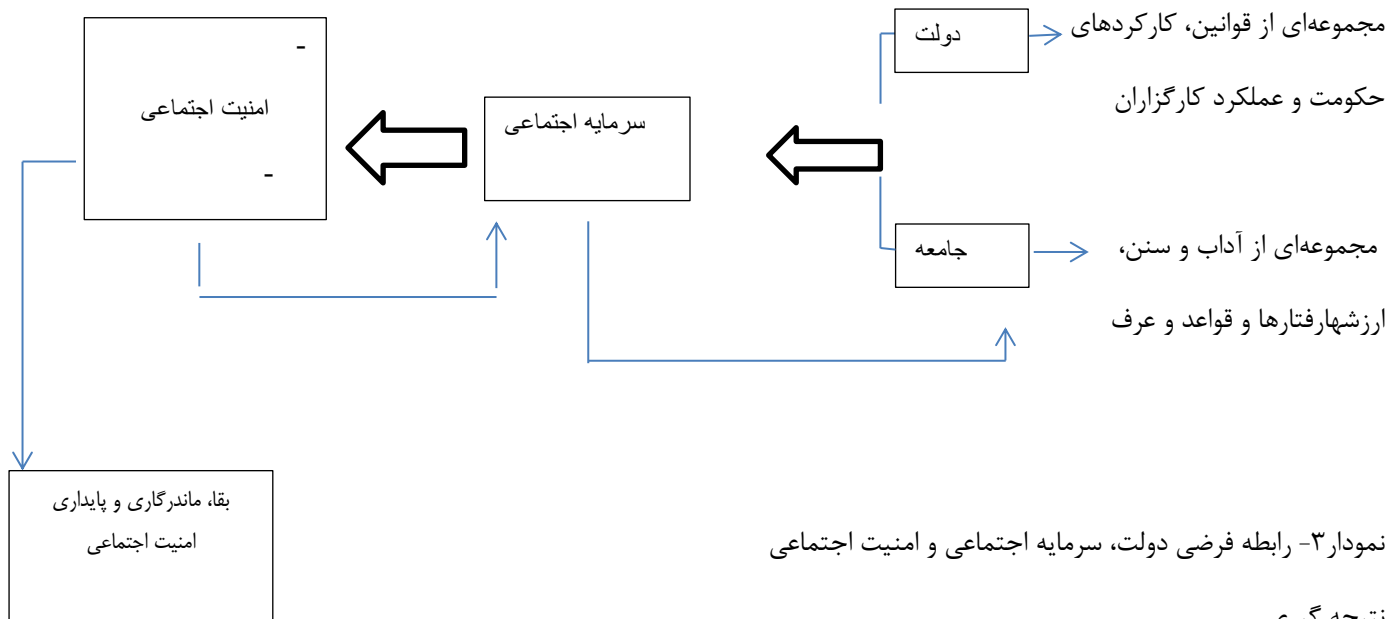 مجموعه‌ای از قوانین، کارکردهای
حکومت و عملکرد کارگزاران
دولت
-
امنیت اجتماعی
-
سرمایه اجتماعی
جامعه
مجموعه‌ای از آداب و سنن،
ارزشهارفتارها و قواعد و عرف
بقا، ماندرگاری و پایداری
امنیت اجتماعی
نمودار۳- رابطه فرضی دولت، سرمایه اجتماعی و امنیت اجتماعی